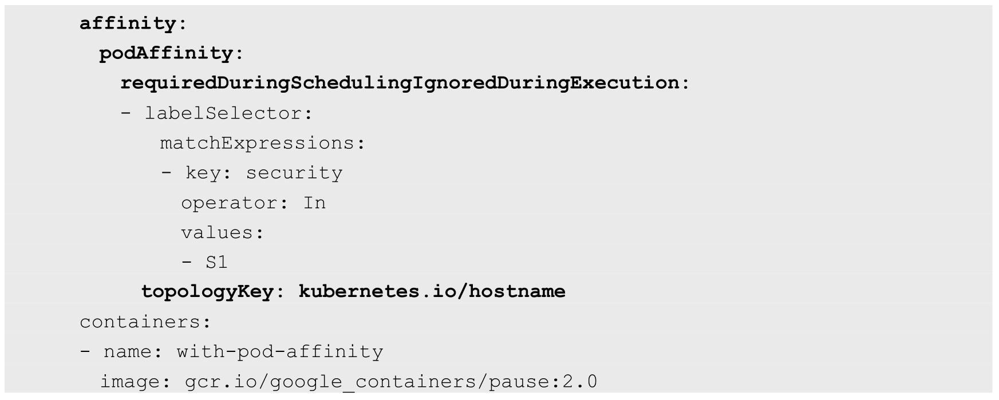 affinity:
podAffinity:
requiredDuringSchedulingIgnoredDuringExecution:
- labelSelector:
matchExpressions:
- key: security
operator: In
values:
- S1
topologyKey: kubernetes.io/hostname
containers:
- name: with-pod-affinity
image: gcr.io/google_containers/pause:2.0